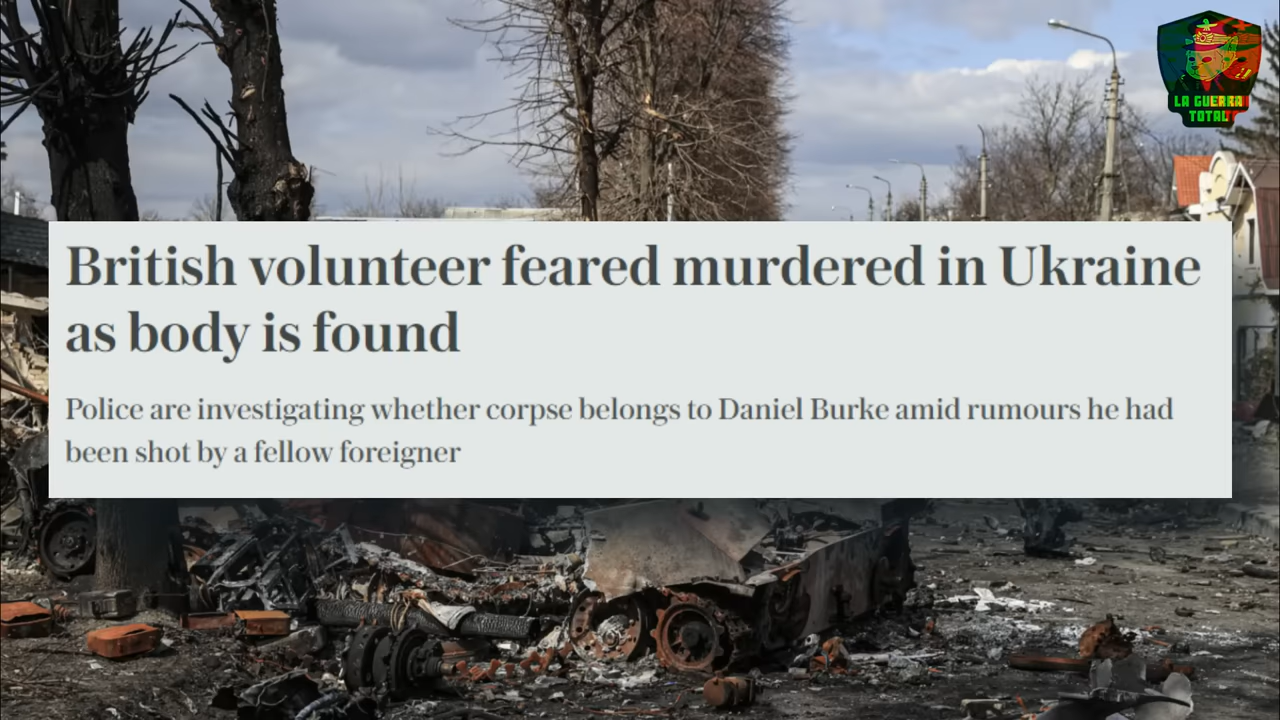 LA GUERRA
TOTAL
British volunteer feared murdered in Ukraine
as body is found
Police are investigating whether corpse belongs to Daniel Burke amid rumours he had
been shot by a fellow foreigner